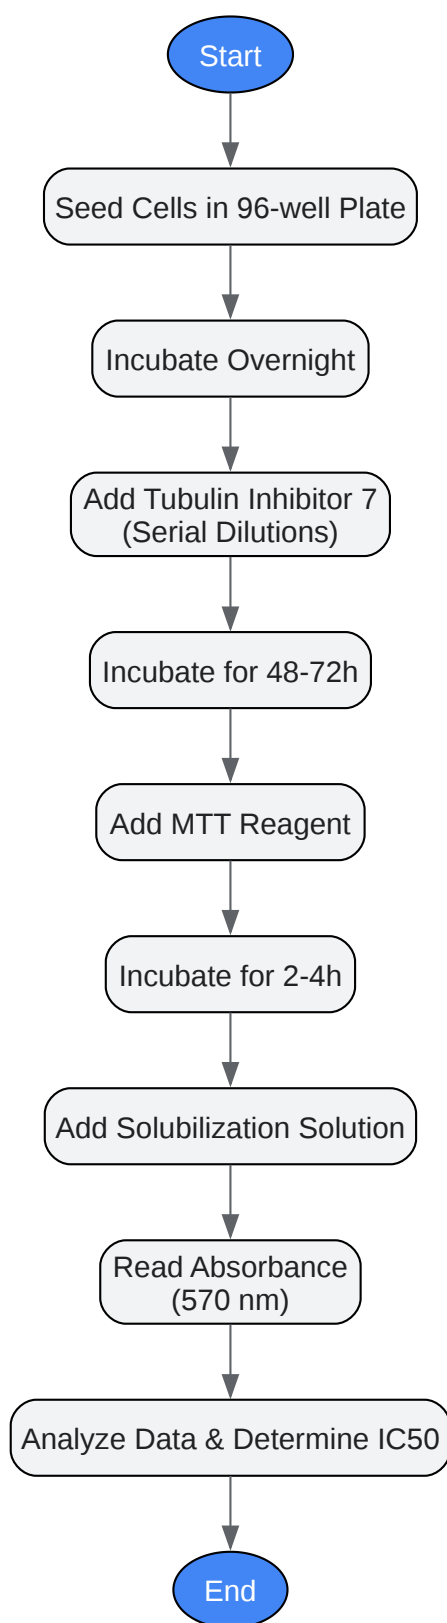 Start
Seed Cells in 96-well Plate
Incubate Overnight
Add Tubulin Inhibitor 7
(Serial Dilutions)
Incubate for 48-72h
Add MTT Reagent
Incubate for 2-4h
Add Solubilization Solution
Read Absorbance
(570 nm)
Analyze Data & Determine IC50
End